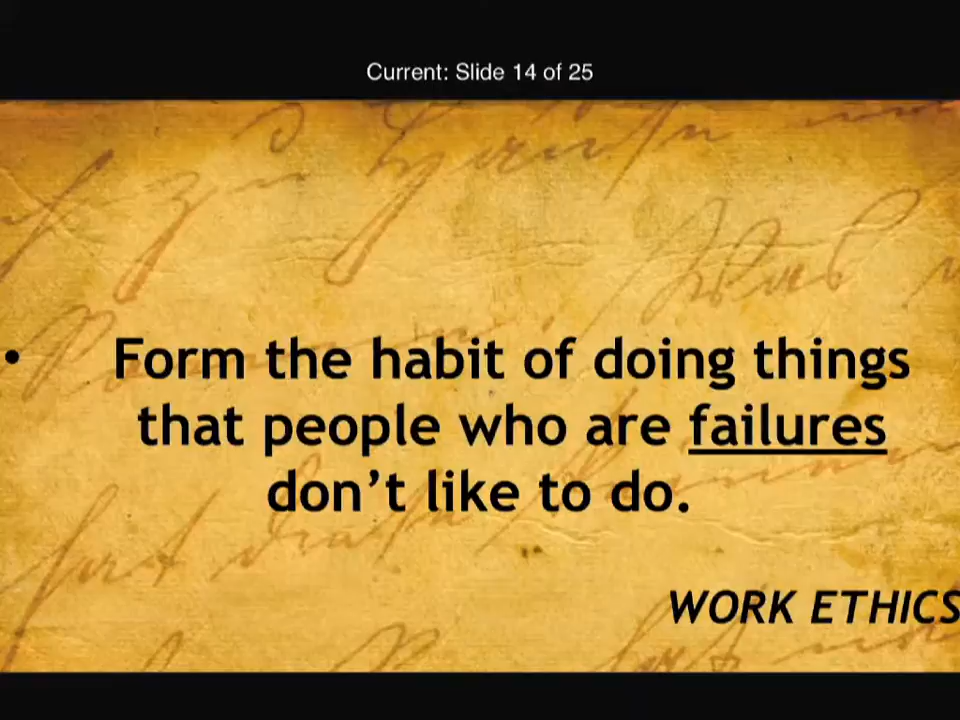 Current: Slide 14 of 25
• Form the habit of doing things
that people who are failures
don’t like to do.
WORK ETHICS